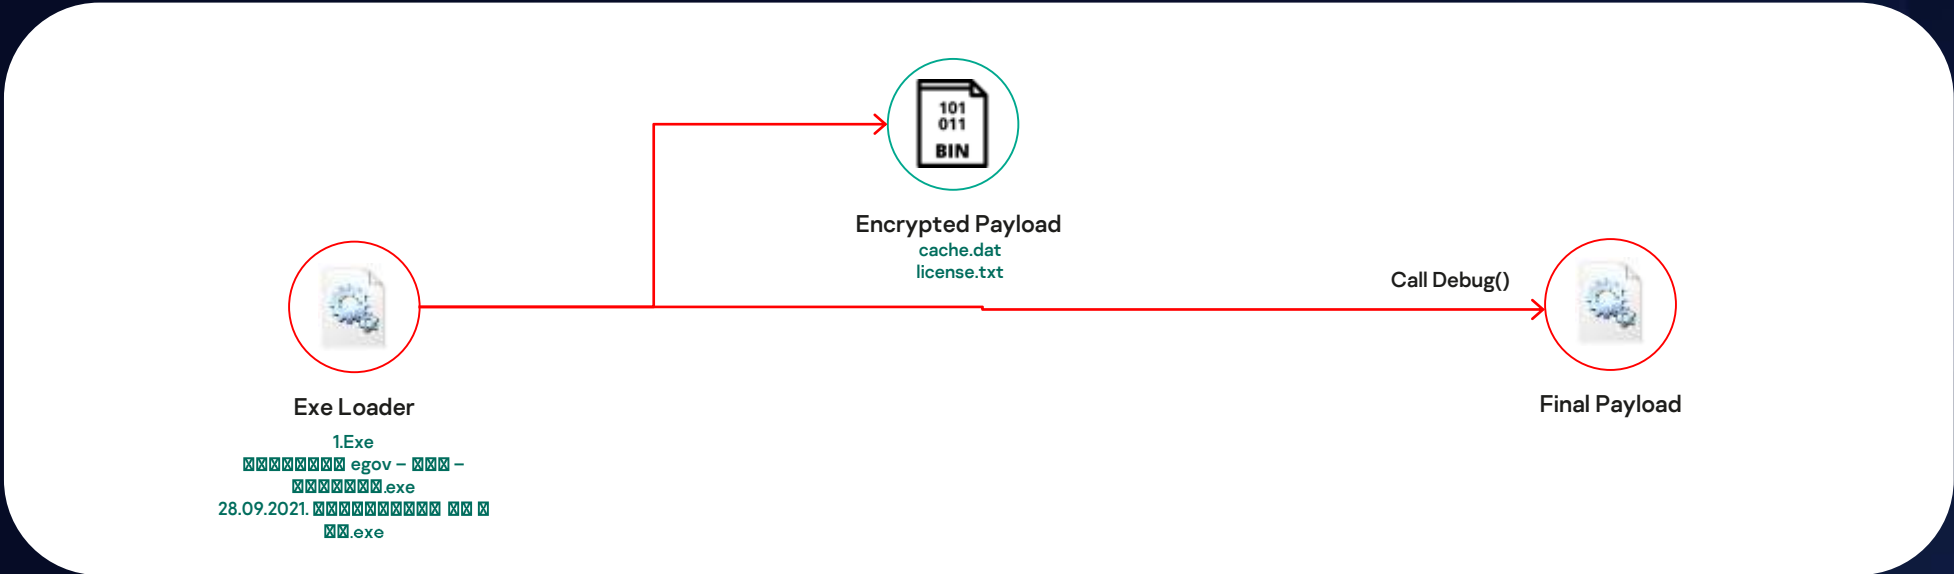 101
011
BIN
Encrypted Payload
cache.dat
license.txt
Call Debug()
Exe Loader
1.Exe
egov – –
.exe
28.09.2021.
.exe
Final Payload